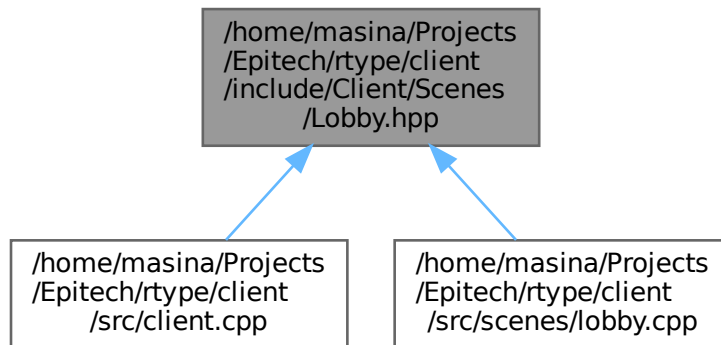 /home/masina/Projects
/Epitech/rtype/client
/include/Client/Scenes
/Lobby.hpp
/home/masina/Projects
/Epitech/rtype/client
/src/client.cpp
/home/masina/Projects
/Epitech/rtype/client
/src/scenes/lobby.cpp